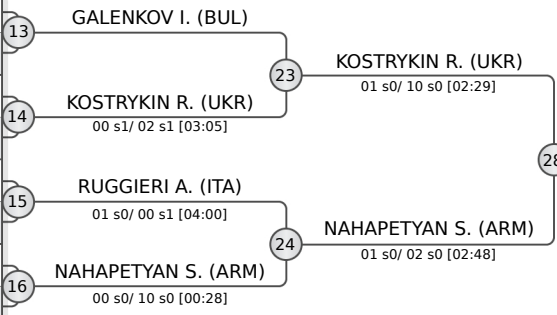 GALENKOV I. (BUL)
13
23
KOSTRYKIN R. (UKR)
01 s0/ 10 s0 [02:29]
KOSTRYKIN R. (UKR)
14
00 s1/ 02 s1 [03:05]
28
RUGGIERI A. (ITA)
15
01 s0/ 00 s1 [04:00]
24
NAHAPETYAN S. (ARM)
01 s0/ 02 s0 [02:48]
NAHAPETYAN S. (ARM)
16
00 s0/ 10 s0 [00:28]